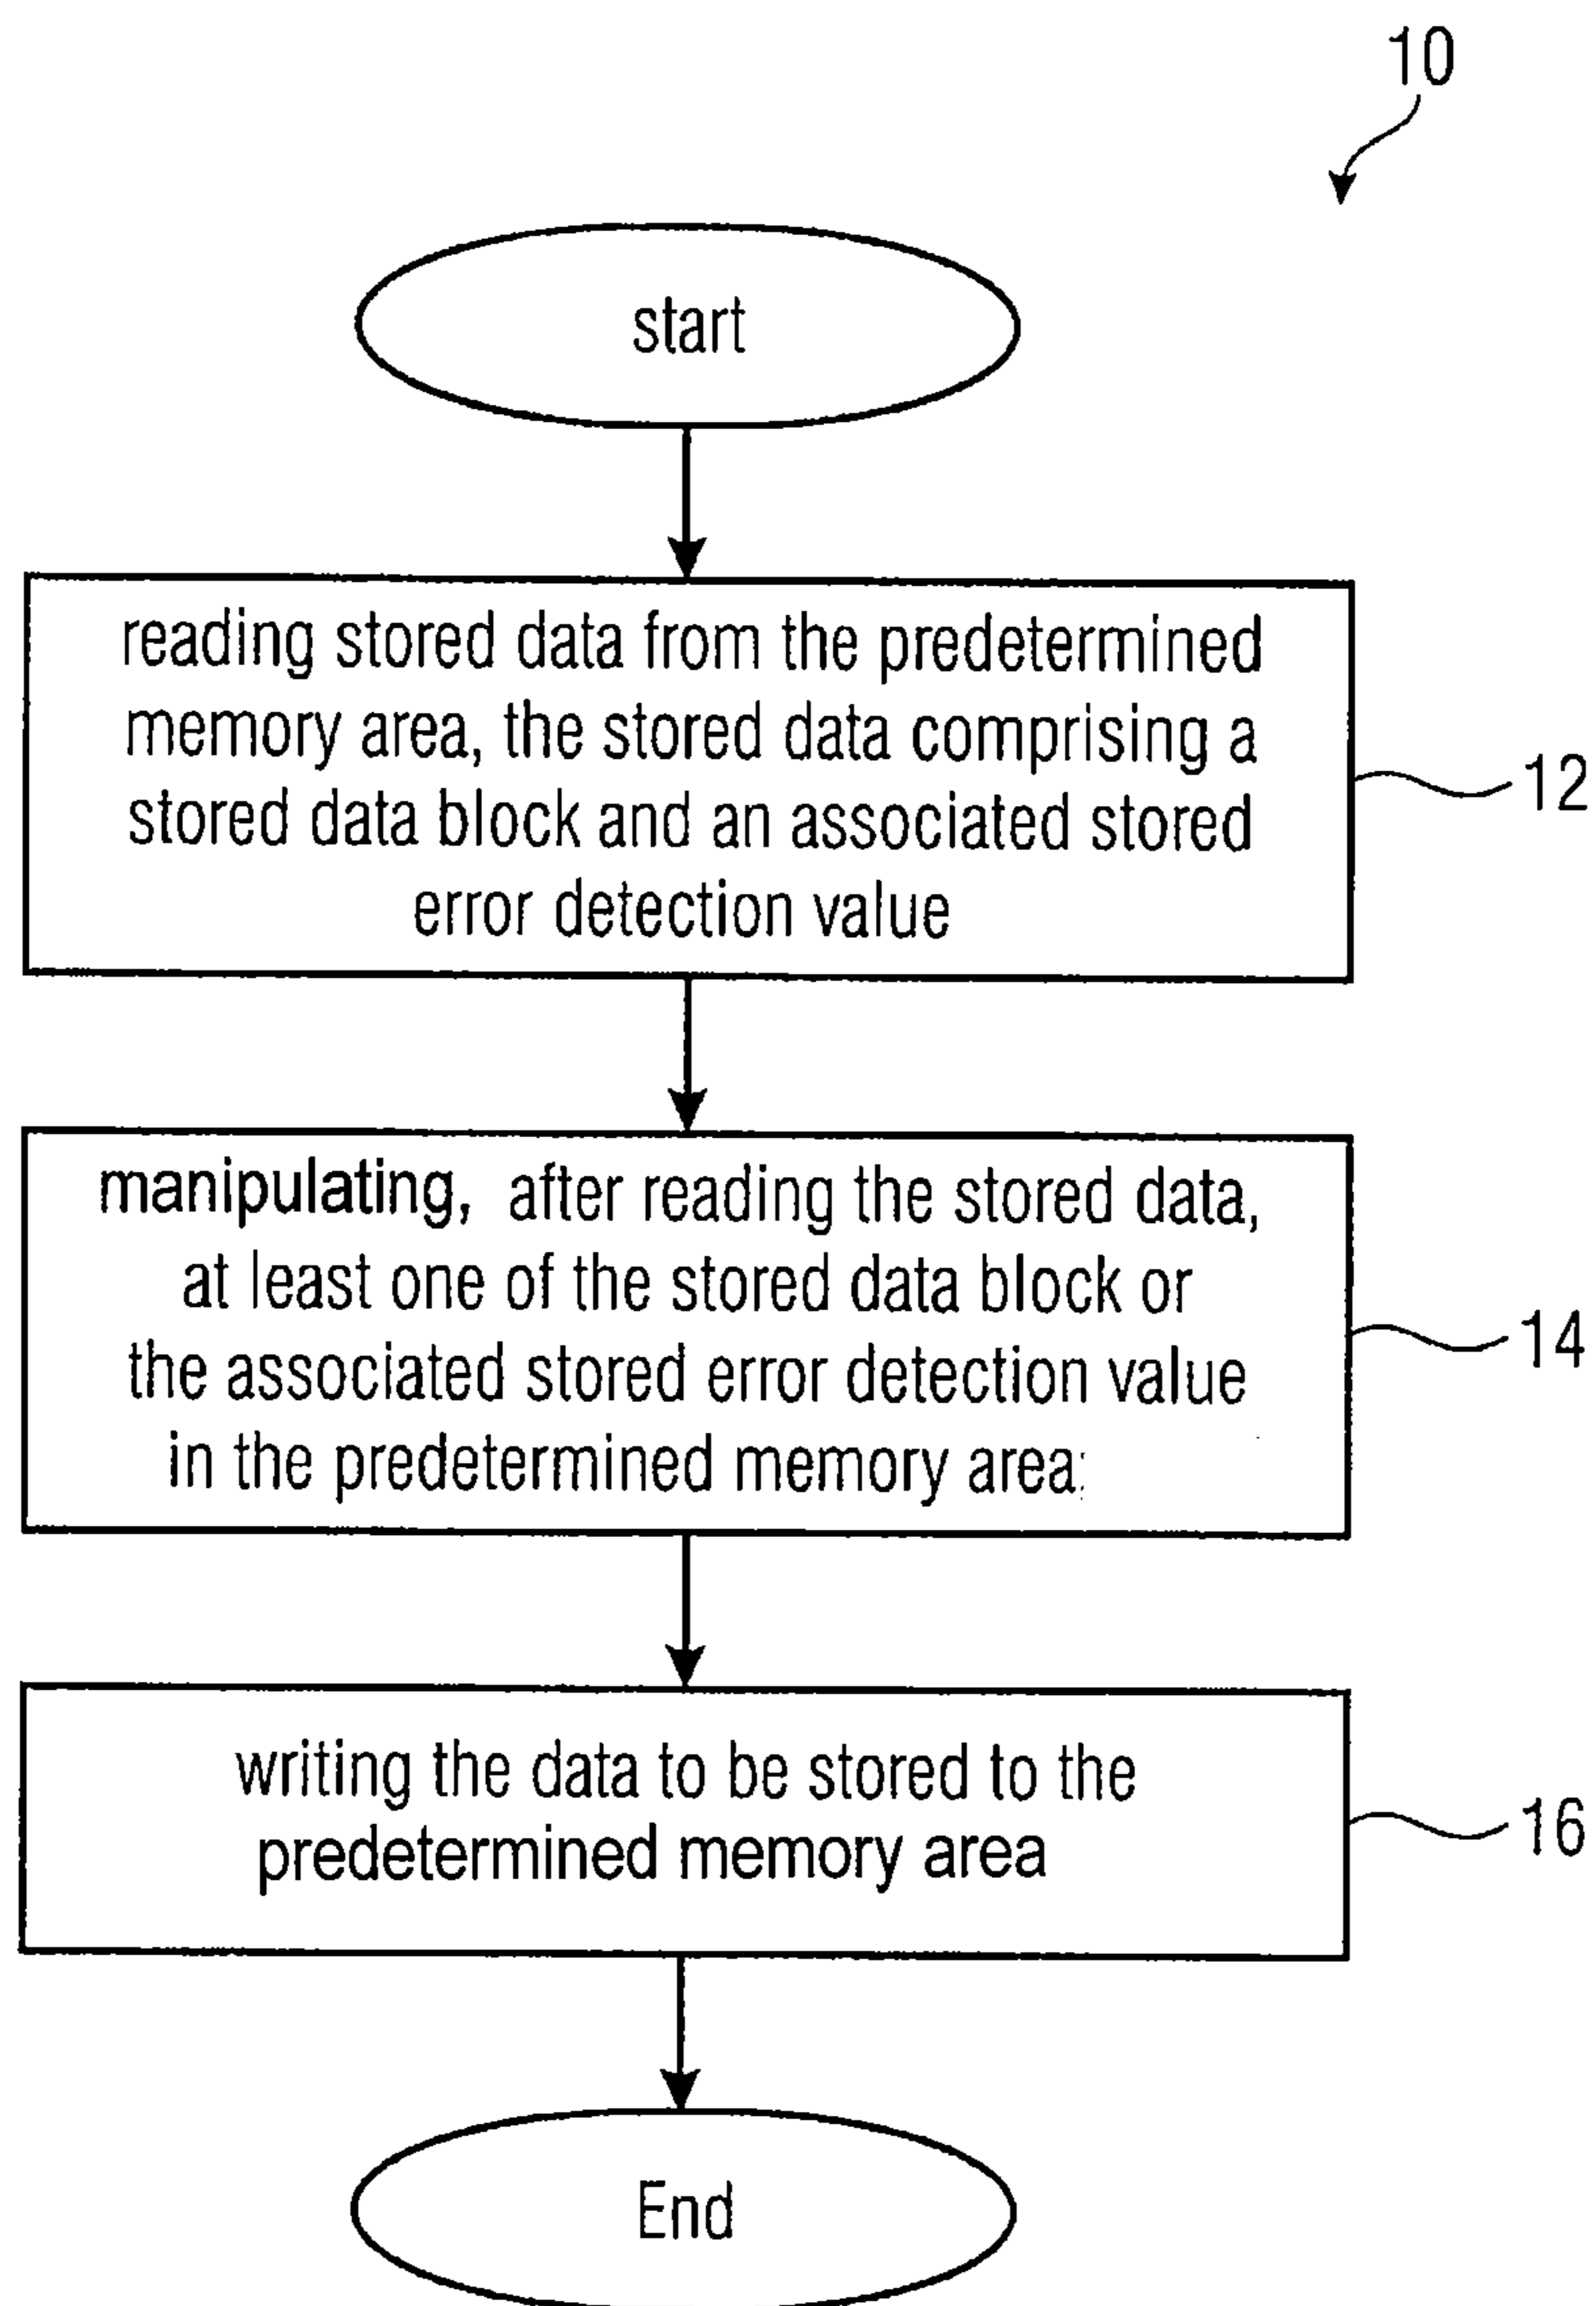 10
start
reading stored data from the predetermined
memory area, the stored data comprising a
stored data block and an associated stored
error detection value
12
manipulating, after reading the stored data,
at least one of the stored data block or
the associated stored error detection value
in the predetermined memory area;
14
writing the data to be stored to the
predetermined memory area
16
End